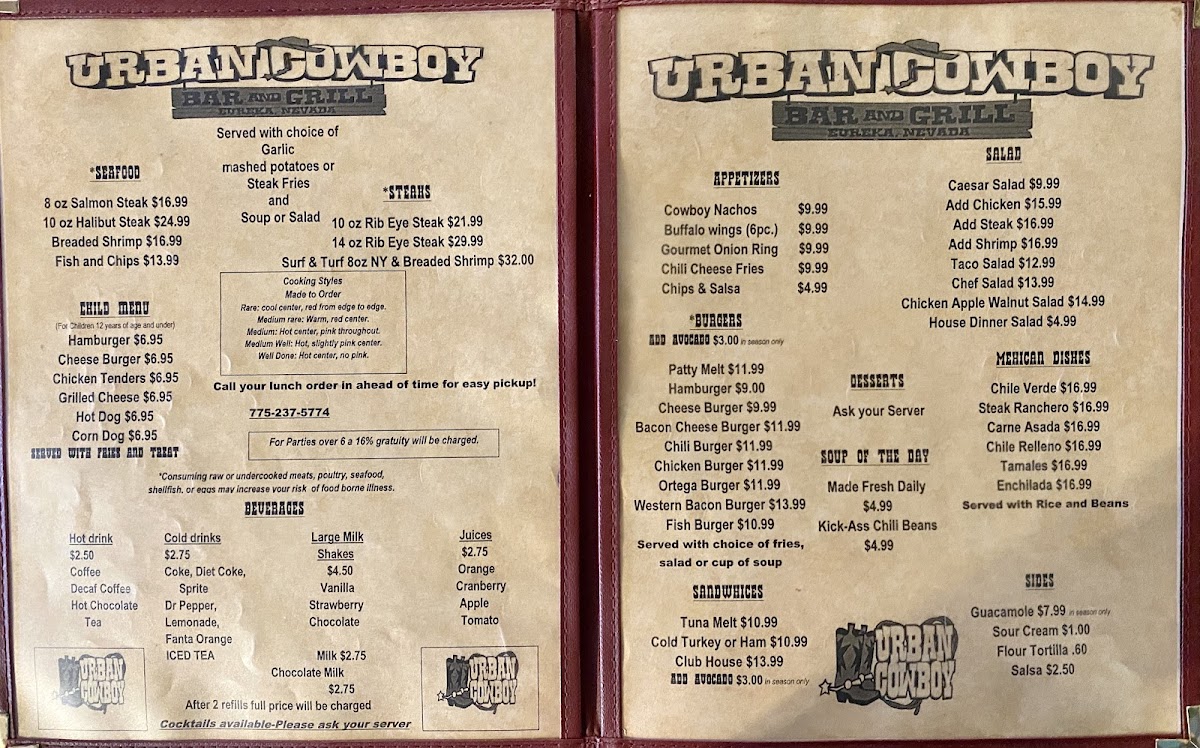 URBAN COWBOY
BAR AND GRILL
EUREKA, NEVADA
Served with choice of
Garlic
mashed potatoes or
Steak Fries
and
Soup or Salad
*SEAFOOD
8 oz Salmon Steak $16.99
10 oz Halibut Steak $24.99
Breaded Shrimp $16.99
Fish and Chips $13.99
*STEAKS
10 oz Rib Eye Steak $21.99
14 oz Rib Eye Steak $29.99
Surf & Turf 8oz NY & Breaded Shrimp $32.00
Cooking Styles
Made to Order
Rare: cool center, red from edge to edge.
Medium rare: Warm, red center.
Medium: Hot center, pink throughout.
Medium Well: Hot, slightly pink center.
Well Done: Hot center, no pink.
CHILD MENU
(For Children 12 years of age and under)
Hamburger $6.95
Cheese Burger $6.95
Chicken Tenders $6.95
Grilled Cheese $6.95
Hot Dog $6.95
Corn Dog $6.95
SERVED WITH FRIES AND TREAT
Call your lunch order in ahead of time for easy pickup!
775-237-5774
For Parties over 6 a 16% gratuity will be charged.
*Consuming raw or undercooked meats, poultry, seafood,
shellfish, or eggs may increase your risk of food borne illness.
BEVERAGES
Hot drink
$2.50
Coffee
Decaf Coffee
Hot Chocolate
Tea
Cold drinks
$2.75
Coke, Diet Coke,
Sprite
Dr Pepper,
Lemonade,
Fanta Orange
ICED TEA
Large Milk
Shakes
$4.50
Vanilla
Strawberry
Chocolate
Milk $2.75
Chocolate Milk
$2.75
Juices
$2.75
Orange
Cranberry
Apple
Tomato
After 2 refills full price will be charged
Cocktails available-Please ask your server
URBAN
COWBOY
URBAN
COWBOY
URBAN COWBOY
BAR AND GRILL
EUREKA, NEVADA
APPETIZERS
Cowboy Nachos $9.99
Buffalo wings (6pc.) $9.99
Gourmet Onion Ring $9.99
Chili Cheese Fries $9.99
Chips & Salsa $4.99
SALAD
Caesar Salad $9.99
Add Chicken $15.99
Add Steak $16.99
Add Shrimp $16.99
Taco Salad $12.99
Chef Salad $13.99
Chicken Apple Walnut Salad $14.99
House Dinner Salad $4.99
*BURGERS
ADD AVOCADO $3.00 in season only
Patty Melt $11.99
Hamburger $9.00
Cheese Burger $9.99
Bacon Cheese Burger $11.99
Chili Burger $11.99
Chicken Burger $11.99
Ortega Burger $11.99
Western Bacon Burger $13.99
Fish Burger $10.99
Served with choice of fries,
salad or cup of soup
DESSERTS
Ask your Server
SOUP OF THE DAY
Made Fresh Daily
$4.99
Kick-Ass Chili Beans
$4.99
MEXICAN DISHES
Chile Verde $16.99
Steak Ranchero $16.99
Carne Asada $16.99
Chile Relleno $16.99
Tamales $16.99
Enchilada $16.99
Served with Rice and Beans
SANDWHICES
Tuna Melt $10.99
Cold Turkey or Ham $10.99
Club House $13.99
ADD AVOCADO $3.00 in season only
URBAN
COWBOY
SIDES
Guacamole $7.99 in season only
Sour Cream $1.00
Flour Tortilla .60
Salsa $2.50